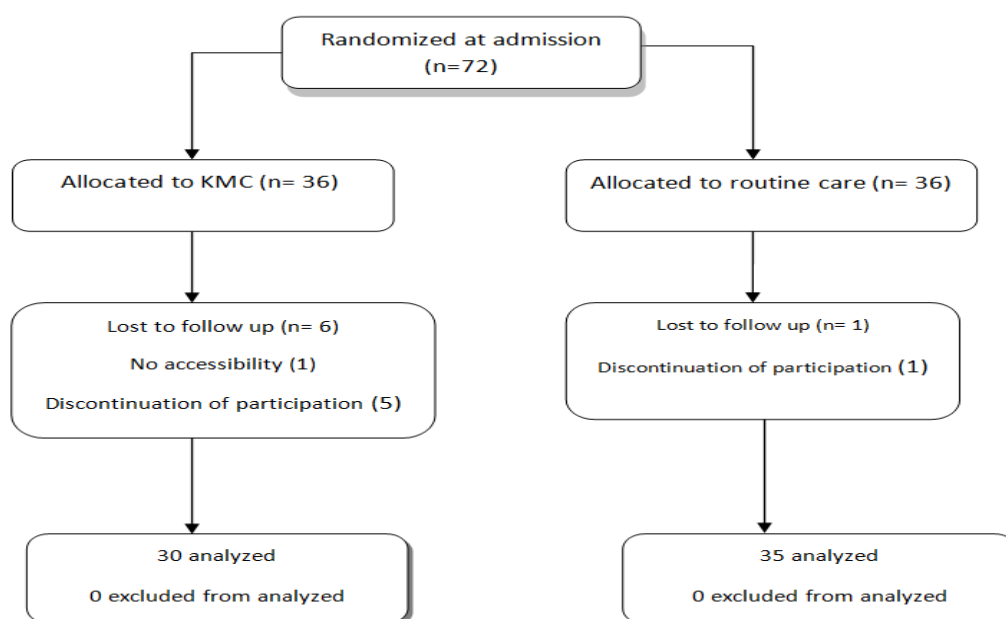 Randomized at admission
(n=72)
Allocated to KMC (n= 36)
Allocated to routine care (n= 36)
Lost to follow up (n= 6)
No accessibility (1)
Discontinuation of participation (5)
Lost to follow up (n= 1)
Discontinuation of participation (1)
30 analyzed
0 excluded from analyzed
35 analyzed
0 excluded from analyzed